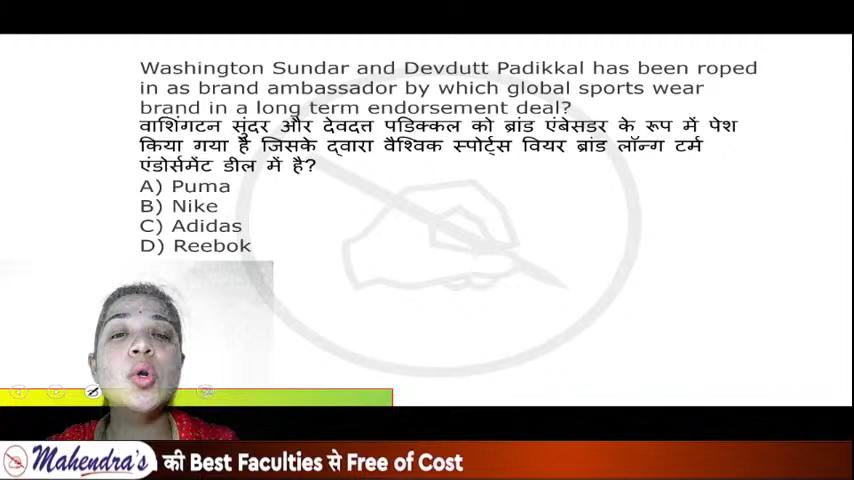 Washington Sundar and Devdutt Padikkal has been roped
in as brand ambassador by which global sports wear
brand in a long term endorsement deal?
वाशिंगटन सुंदर और देवदत्त पडिक्कल को ब्रांड एंबेसडर के रूप में पेश
किया गया है जिसके द्वारा वैश्विक स्पोर्ट्स वियर ब्रांड लॉन्ग टर्म
एंडोर्समेंट डील में है?
A) Puma
B) Nike
C) Adidas
D) Reebok
Mahendra's की Best Faculties से Free of Cost